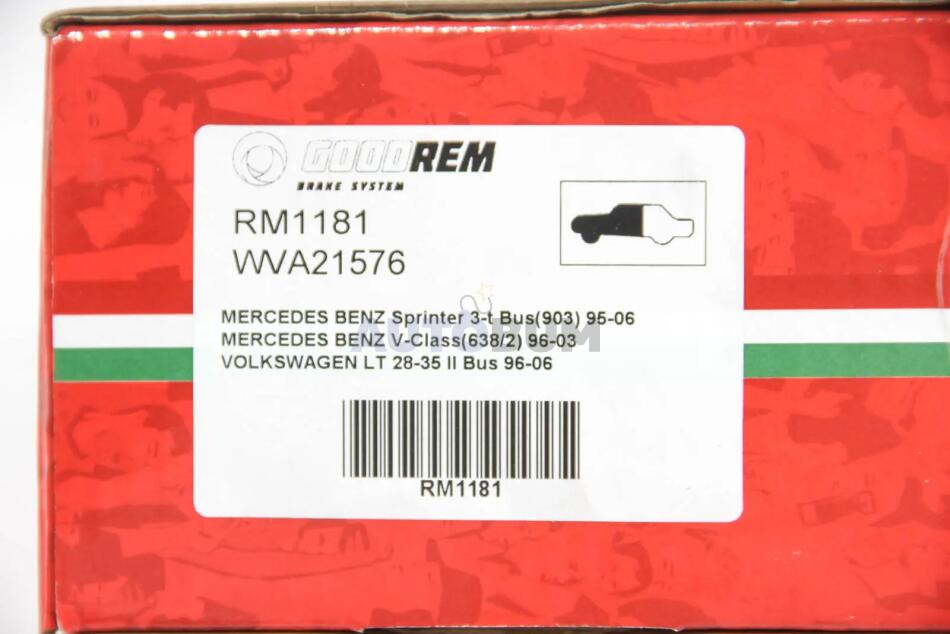 GOODREM
BRAKE SYSTEM
RM1181
WVA21576
MERCEDES BENZ Sprinter 3-t Bus(903) 95-06
MERCEDES BENZ V-Class(638/2) 96-03
AUTOBUM
VOLKSWAGEN LT 28-35 II Bus 96-06
RM1181